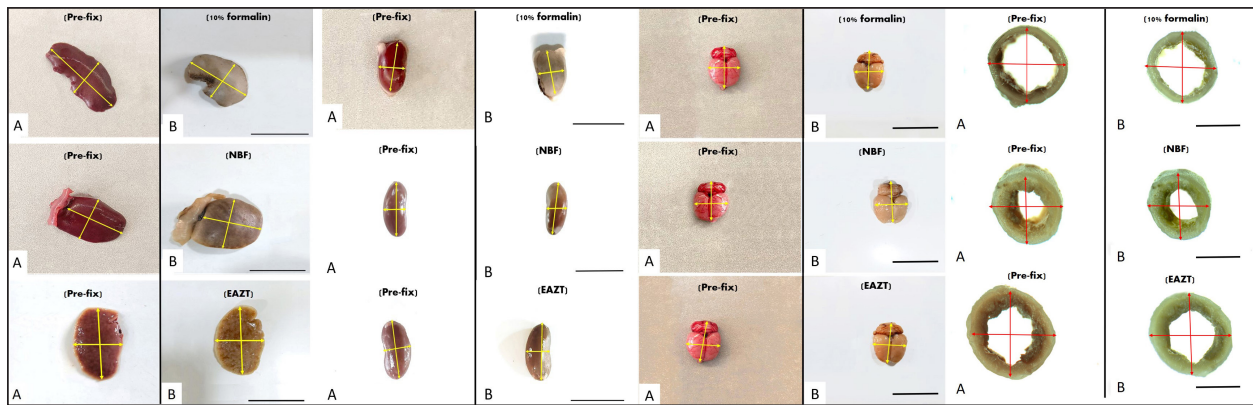 (Pre-fix) (10% formalin) (Pre-fix) (10% formalin) (Pre-fix) (10% formalin) (Pre-fix) (10% formalin)
A B A B A B A B
(Pre-fix) (NBF) (Pre-fix) (NBF) (Pre-fix) (NBF) (Pre-fix) (NBF)
A B A B A B A B
(Pre-fix) (EAZT) (Pre-fix) (EAZT) (Pre-fix) (EAZT) (Pre-fix) (EAZT)
A B A B A B A B